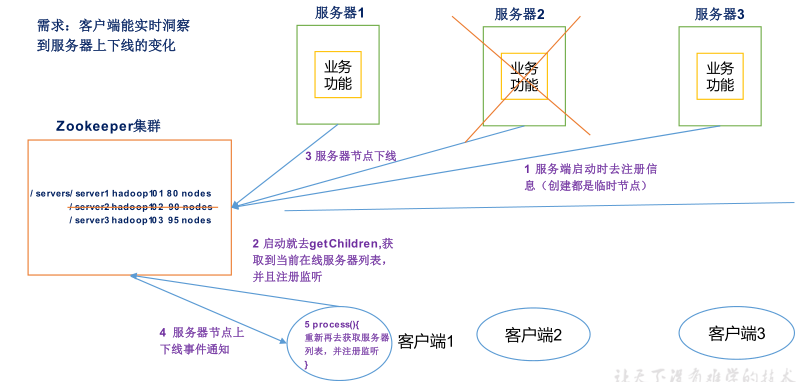 需求：客户端能实时洞察
到服务器上下线的变化
服务器1
服务器2
服务器3
业务
功能
业务
功能
业务
功能
Zookeeper集群
3 服务器节点下线
1 服务端启动时去注册信
息（创建都是临时节点）
/ servers/ server1 hadoop101 80 nodes
/ server2 hadoop102 90 nodes
/ server3 hadoop103 95 nodes
2 启动就去getChildren,获
取到当前在线服务器列表，
并且注册监听
4 服务器节点上
下线事件通知
5 process(){
重新再去获取服务器
列表，并注册监听
}
客户端1
客户端2
客户端3
让天下没有难学的技术